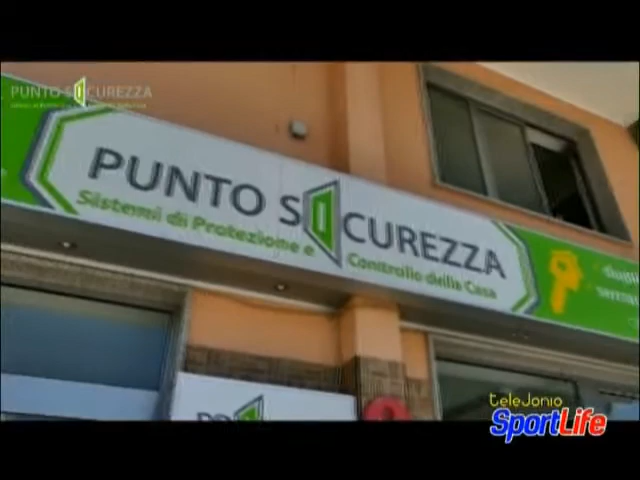 PUNTO SICUREZZA
PUNTO SICUREZZA
Sistemi di Protezione e Controllo della Casa
teleJonio
SportLife